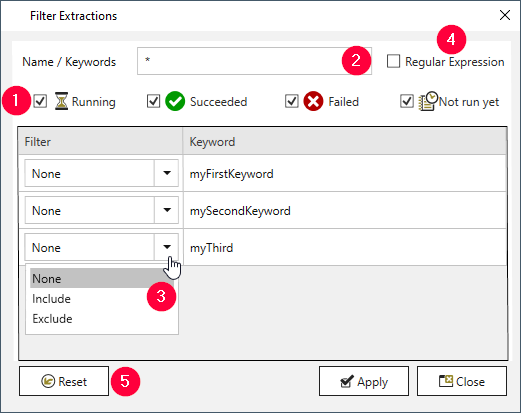 Filter Extractions
4
Name / Keywords * 2 Regular Expression
1 Running Succeeded Failed Not run yet
Filter Keyword
None myFirstKeyword
None mySecondKeyword
None myThird
None
Include 3
Exclude
Reset 5 Apply Close